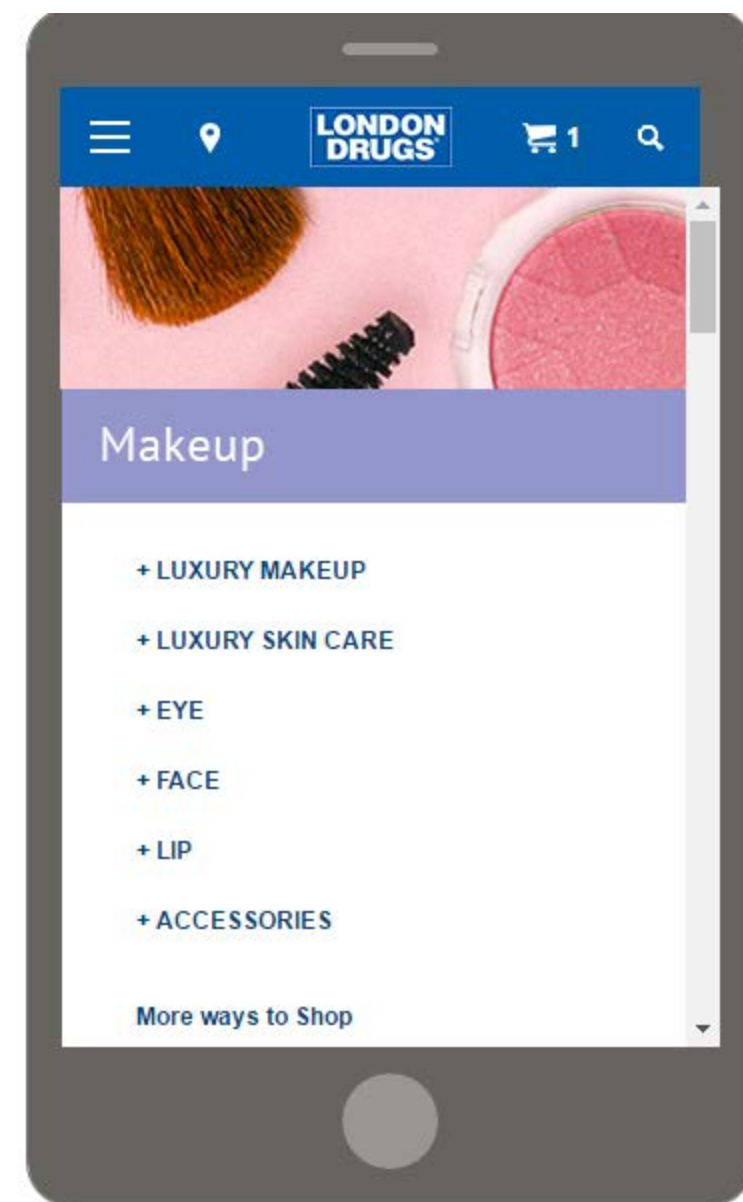 LONDON
DRUGS
1
Makeup
+ LUXURY MAKEUP
+ LUXURY SKIN CARE
+ EYE
+ FACE
+ LIP
+ ACCESSORIES
More ways to Shop